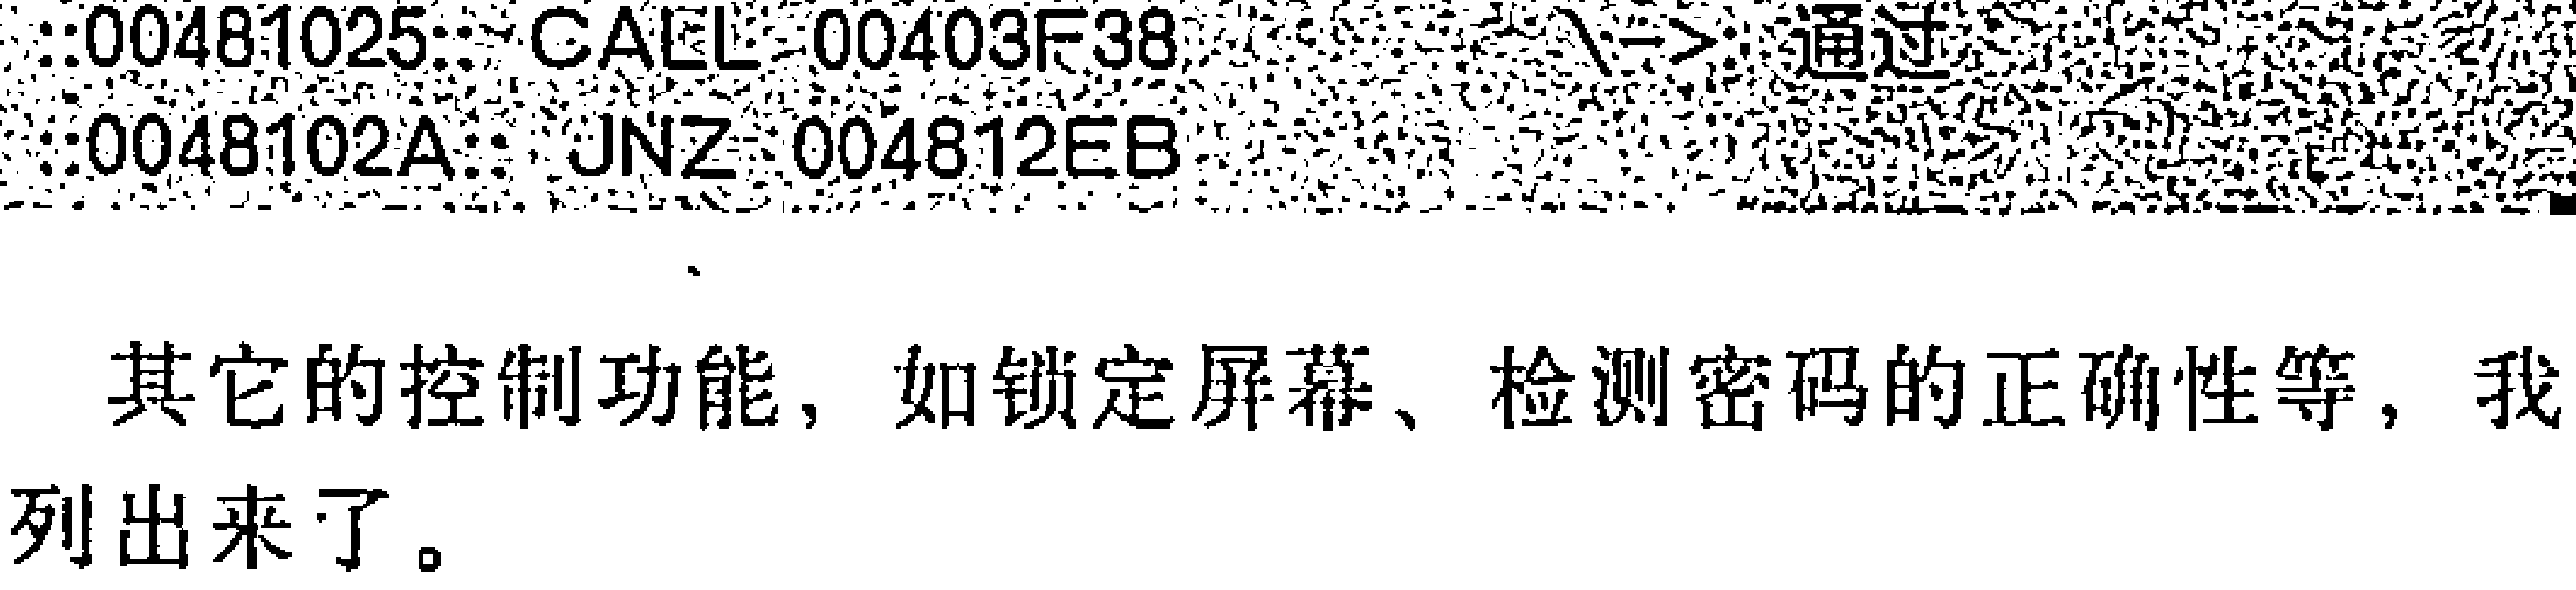 ::00481025:: CALL 00403F38 \-->: 通过
::0048102A:: JNZ 004812EB
其它的控制功能，如锁定屏幕、检测密码的正确性等，我
列出来了。